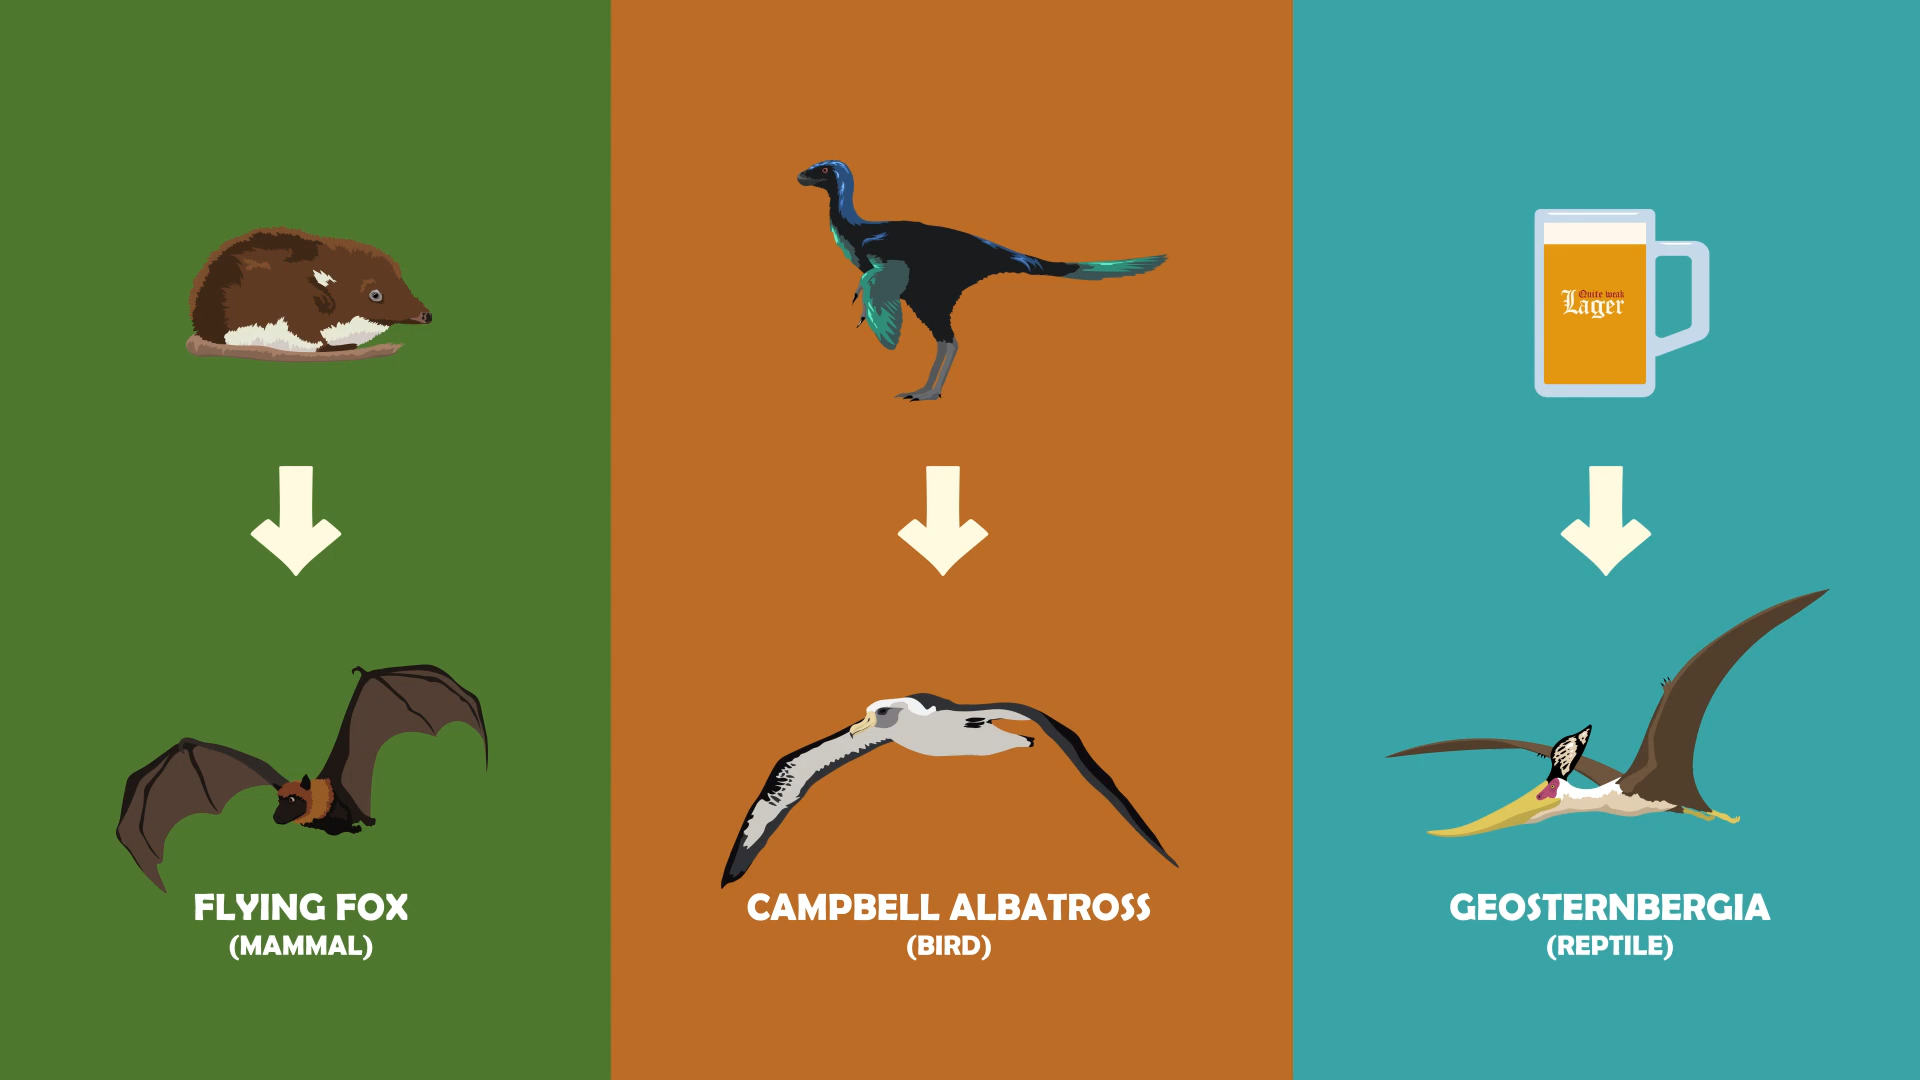 Quite weak
Lager
FLYING FOX
(MAMMAL)
CAMPBELL ALBATROSS
(BIRD)
GEOSTERNBERGIA
(REPTILE)